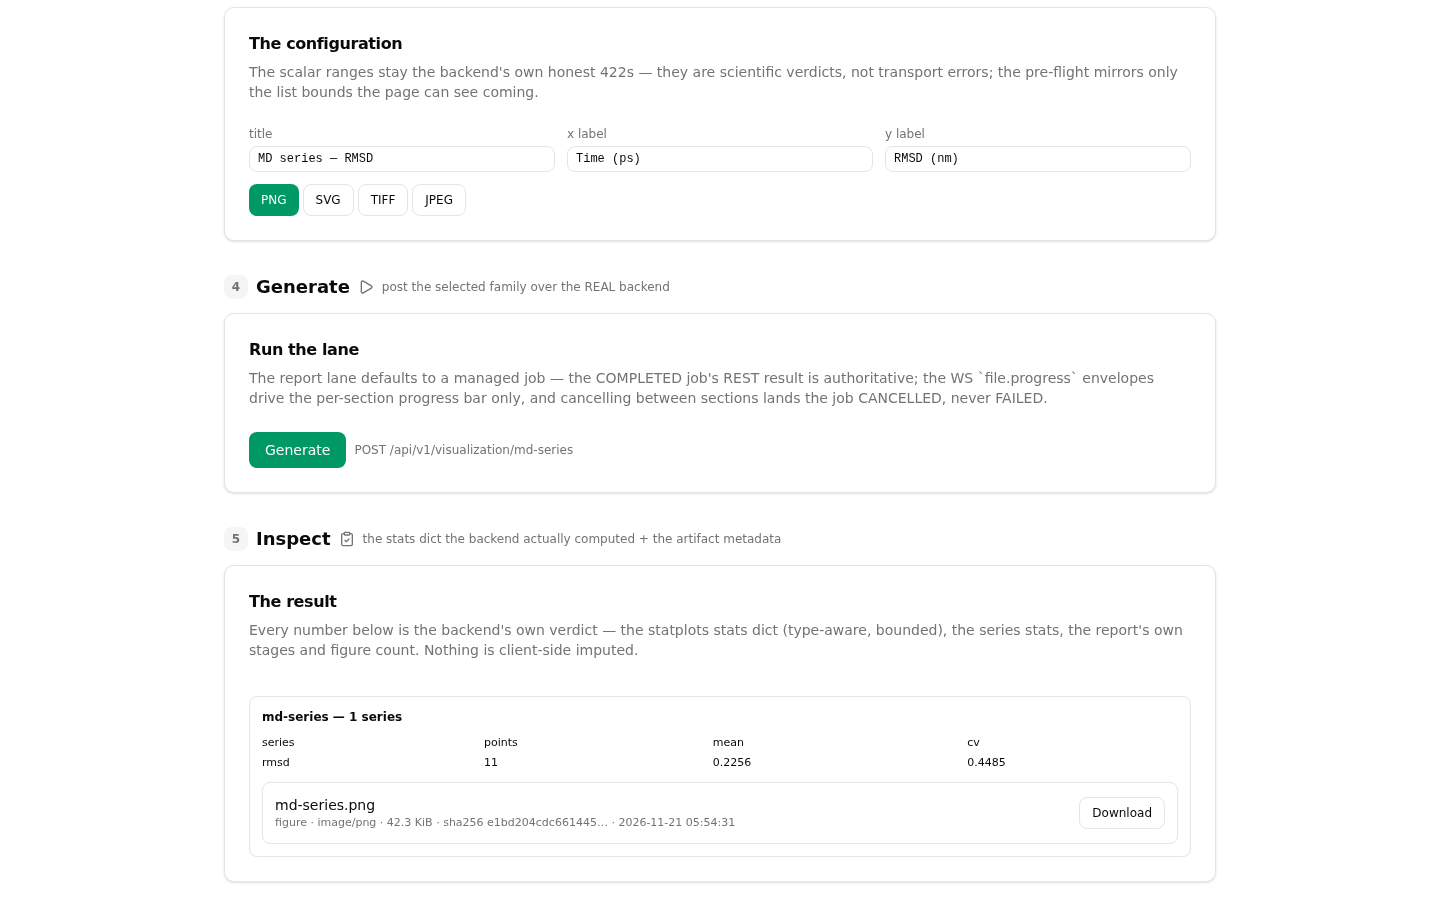 The configuration
The scalar ranges stay the backend's own honest 422s — they are scientific verdicts, not transport errors; the pre-flight mirrors only
the list bounds the page can see coming.
title x label y label
MD series — RMSD Time (ps) RMSD (nm)
PNG SVG TIFF JPEG
4 Generate post the selected family over the REAL backend
Run the lane
The report lane defaults to a managed job — the COMPLETED job's REST result is authoritative; the WS `file.progress` envelopes
drive the per-section progress bar only, and cancelling between sections lands the job CANCELLED, never FAILED.
Generate POST /api/v1/visualization/md-series
5 Inspect the stats dict the backend actually computed + the artifact metadata
The result
Every number below is the backend's own verdict — the statplots stats dict (type-aware, bounded), the series stats, the report's own
stages and figure count. Nothing is client-side imputed.
md-series — 1 series
series points mean cv
rmsd 11 0.2256 0.4485
md-series.png
figure · image/png · 42.3 KiB · sha256 e1bd204cdc661445… · 2026-11-21 05:54:31
Download